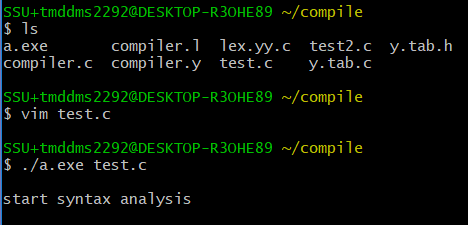 SSU+tmddms2292@DESKTOP-R3OHE89 ~/compile
$ ls
a.exe compiler.l lex.yy.c test2.c y.tab.h
compiler.c compiler.y test.c y.tab.c
SSU+tmddms2292@DESKTOP-R3OHE89 ~/compile
$ vim test.c
SSU+tmddms2292@DESKTOP-R3OHE89 ~/compile
$ ./a.exe test.c
start syntax analysis